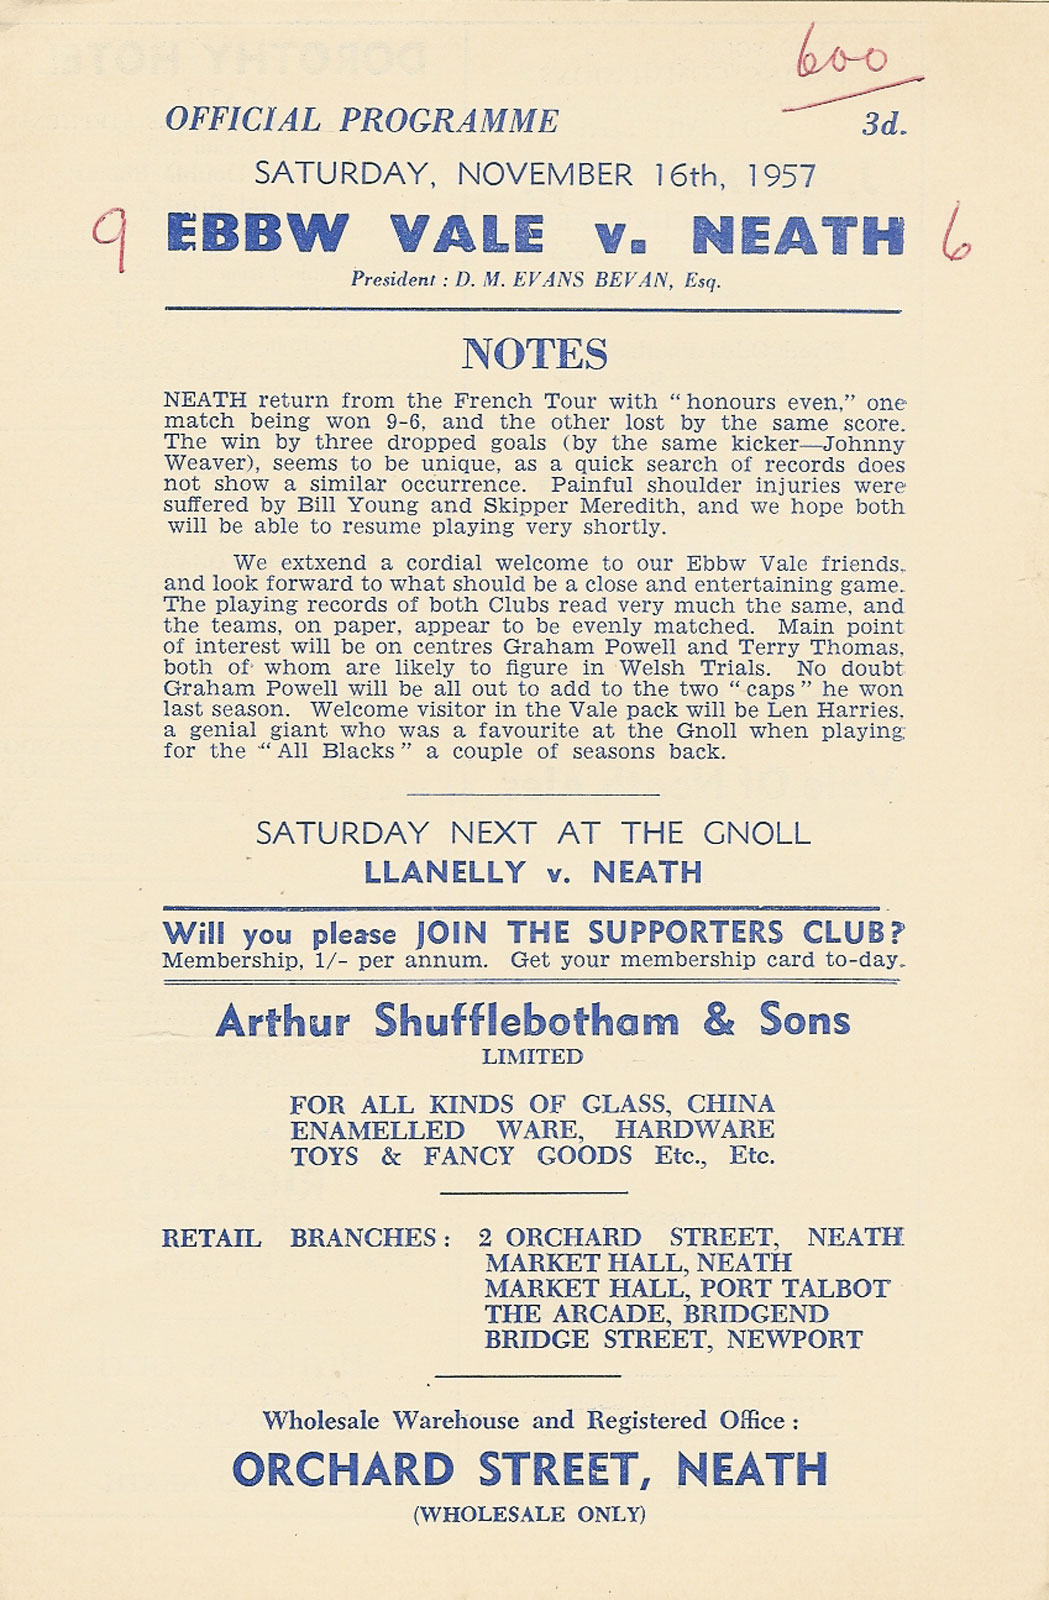 600
OFFICIAL PROGRAMME 3d.
SATURDAY, NOVEMBER 16th, 1957
9 EBBW VALE v. NEATH 6
President : D. M. EVANS BEVAN, Esq.
NOTES
NEATH return from the French Tour with “ honours even,” one
match being won 9-6, and the other lost by the same score.
The win by three dropped goals (by the same kicker—Johnny
Weaver), seems to be unique, as a quick search of records does
not show a similar occurrence. Painful shoulder injuries were
suffered by Bill Young and Skipper Meredith, and we hope both
will be able to resume playing very shortly.
We extxend a cordial welcome to our Ebbw Vale friends,
and look forward to what should be a close and entertaining game.
The playing records of both Clubs read very much the same, and
the teams, on paper, appear to be evenly matched. Main point
of interest will be on centres Graham Powell and Terry Thomas,
both of whom are likely to figure in Welsh Trials. No doubt
Graham Powell will be all out to add to the two “ caps ” he won
last season. Welcome visitor in the Vale pack will be Len Harries,
a genial giant who was a favourite at the Gnoll when playing
for the “ All Blacks ” a couple of seasons back.
SATURDAY NEXT AT THE GNOLL
LLANELLY v. NEATH
Will you please JOIN THE SUPPORTERS CLUB?
Membership, 1/- per annum. Get your membership card to-day.
Arthur Shufflebotham & Sons
LIMITED
FOR ALL KINDS OF GLASS, CHINA
ENAMELLED WARE, HARDWARE
TOYS & FANCY GOODS Etc., Etc.
RETAIL BRANCHES : 2 ORCHARD STREET, NEATH
MARKET HALL, NEATH
MARKET HALL, PORT TALBOT
THE ARCADE, BRIDGEND
BRIDGE STREET, NEWPORT
Wholesale Warehouse and Registered Office :
ORCHARD STREET, NEATH
(WHOLESALE ONLY)